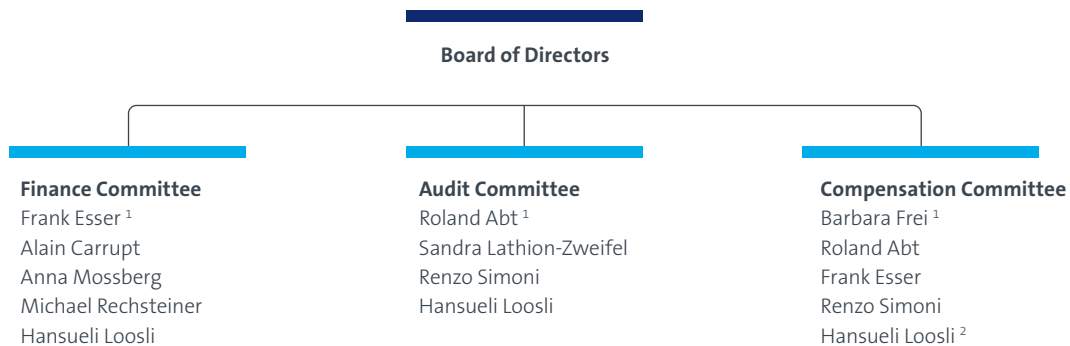 Board of Directors
Finance Committee
Frank Esser 1
Alain Carrupt
Anna Mossberg
Michael Rechsteiner
Hansueli Loosli
Audit Committee
Roland Abt 1
Sandra Lathion-Zweifel
Renzo Simoni
Hansueli Loosli
Compensation Committee
Barbara Frei 1
Roland Abt
Frank Esser
Renzo Simoni
Hansueli Loosli 2